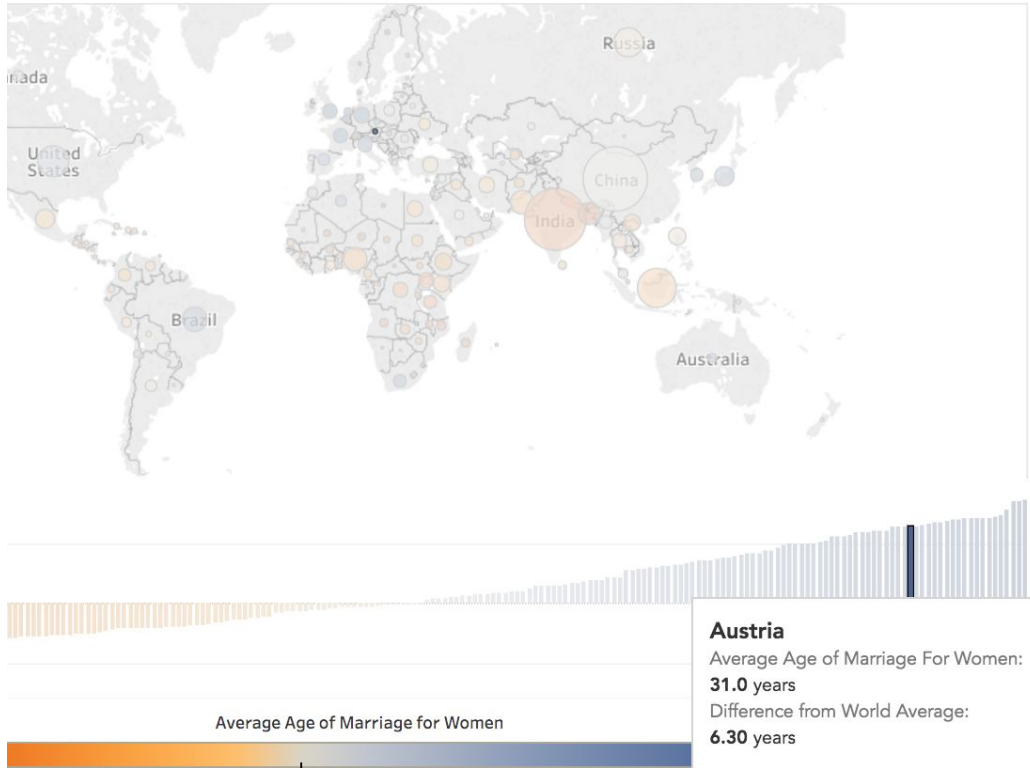 Russia
nada
United
States
China
India
Brazil
Australia
Austria
Average Age of Marriage For Women:
31.0 years
Difference from World Average:
6.30 years
Average Age of Marriage for Women